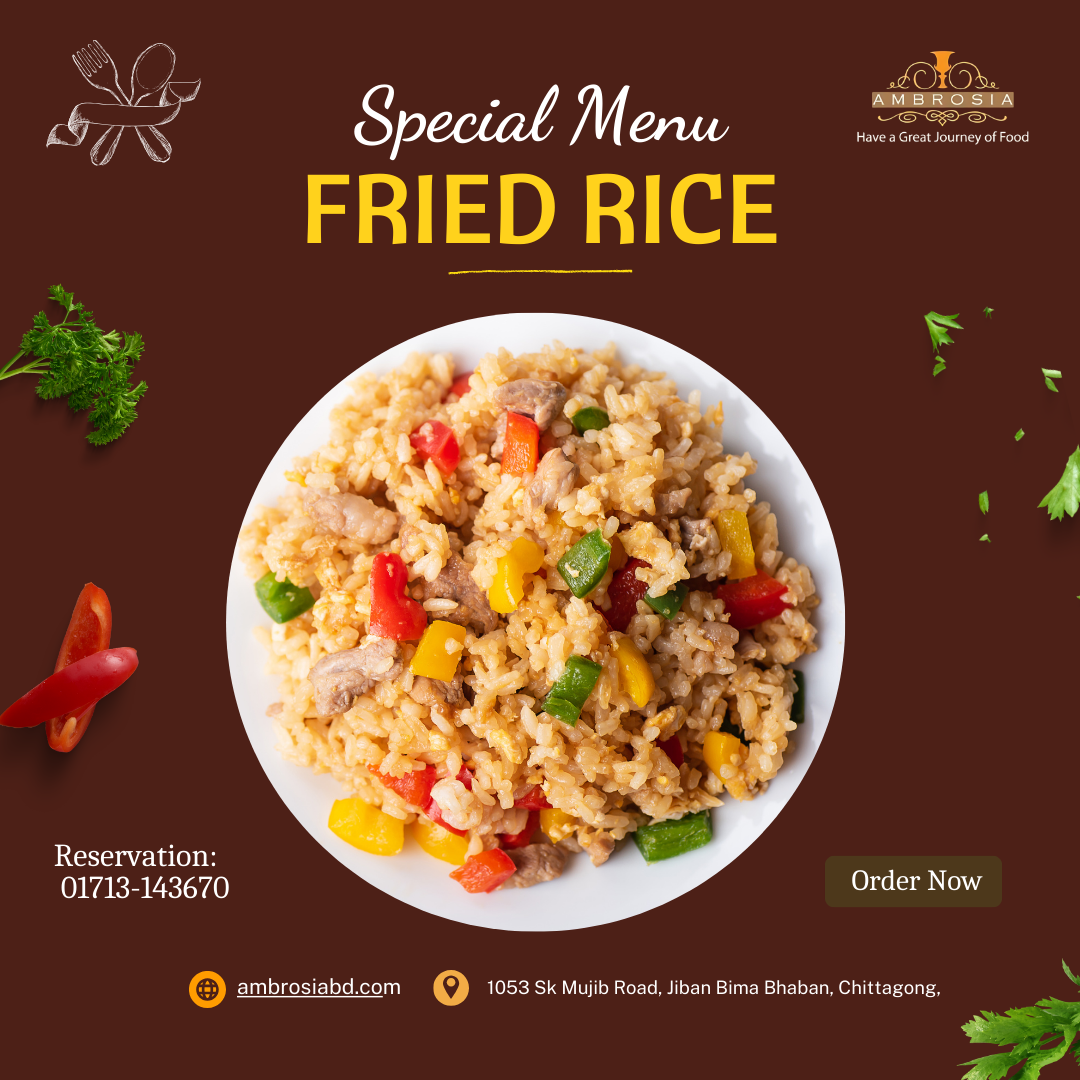 Special Menu
AMBROSIA
Have a Great Journey of Food
FRIED RICE
Reservation:
01713-143670
Order Now
ambrosiabd.com
1053 Sk Mujib Road, Jiban Bima Bhaban, Chittagong,